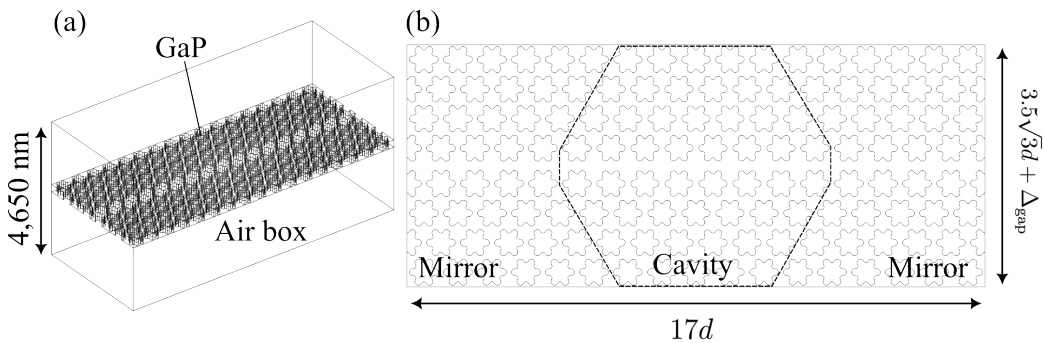 (a)
GaP
4,650 nm
Air box
(b)
Mirror
Cavity
Mirror
17d
3.5√3d + Δgap